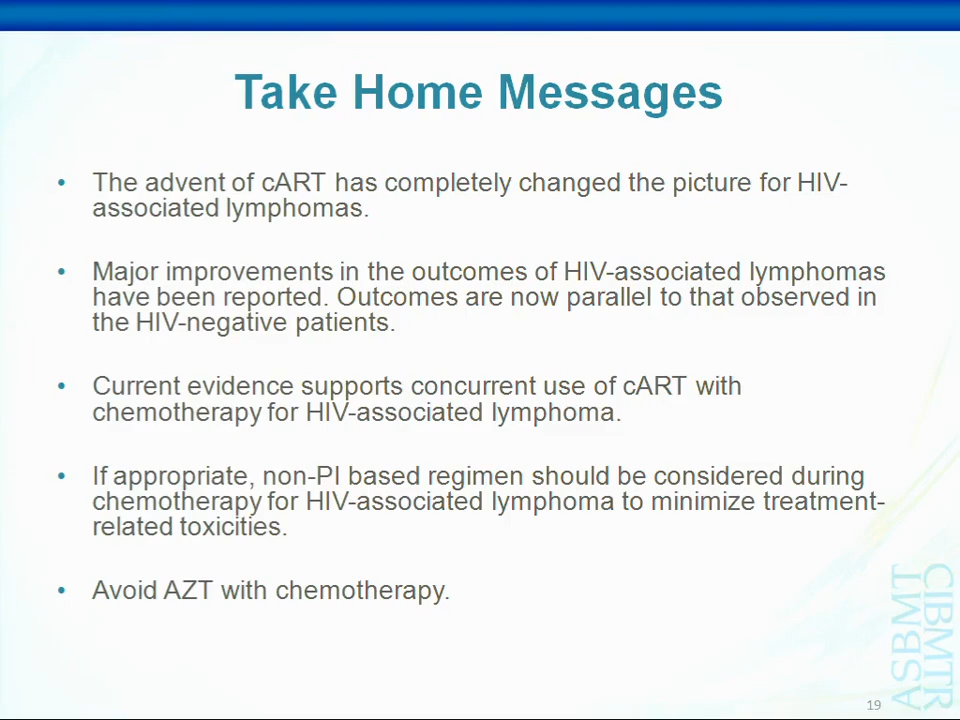 Take Home Messages
• The advent of cART has completely changed the picture for HIV-
associated lymphomas.
• Major improvements in the outcomes of HIV-associated lymphomas
have been reported. Outcomes are now parallel to that observed in
the HIV-negative patients.
• Current evidence supports concurrent use of cART with
chemotherapy for HIV-associated lymphoma.
• If appropriate, non-PI based regimen should be considered during
chemotherapy for HIV-associated lymphoma to minimize treatment-
related toxicities.
• Avoid AZT with chemotherapy.
ASBMT
CIBMTR
19